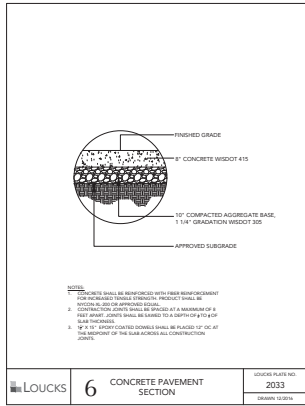 FINISHED GRADE
8" CONCRETE WISDOT 415
10" COMPACTED AGGREGATE BASE,
1 1/4" GRADATION WISDOT 305
APPROVED SUBGRADE
NOTES:
1. CONCRETE SHALL BE REINFORCED WITH FIBER REINFORCEMENT
FOR INCREASED TENSILE STRENGTH. PRODUCT SHALL BE
NYCON-XL-200 OR APPROVED EQUAL.
2. CONTRACTION JOINTS SHALL BE SPACED AT A MAXIMUM OF 8
FEET APART. JOINTS SHALL BE SAWED TO A DEPTH OF TO OF
SLAB THICKNESS.
3. X 15" EPOXY COATED DOWELS SHALL BE PLACED 12" OC AT
THE MIDPOINT OF THE SLAB ACROSS ALL CONSTRUCTION
JOINTS.
LOUCKS
6
CONCRETE PAVEMENT
SECTION
LOUCKS PLATE NO.
2033
DRAWN 12/2016